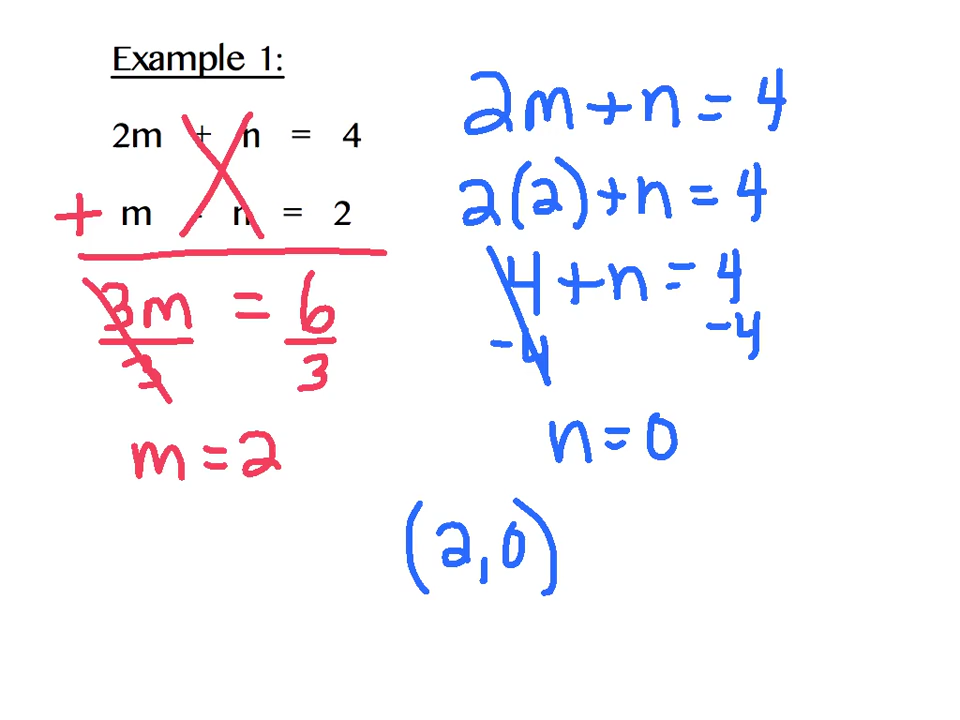 Example 1:
2m + n = 4
+ m - n = 2
3m = 6
3 3
m = 2
2m + n = 4
2(2) + n = 4
4 + n = 4
-4 -4
n = 0
(2,0)